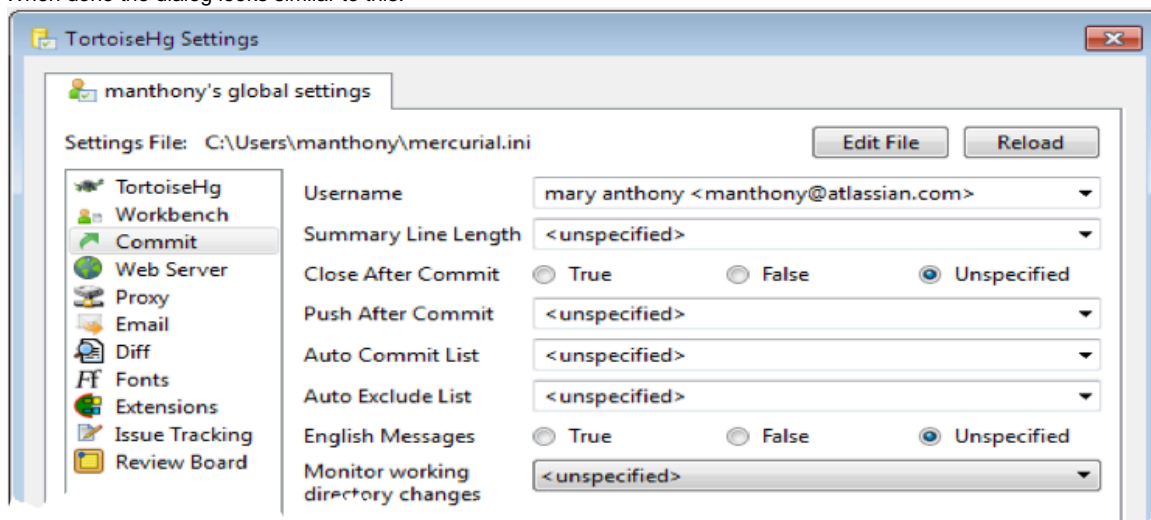 When done the dialog looks similar to this:
TortoiseHg Settings
manthony's global settings
Settings File: C:\Users\manthony\mercurial.ini
Edit File
Reload
TortoiseHg
Workbench
Commit
Web Server
Proxy
Email
Diff
Fonts
Extensions
Issue Tracking
Review Board
Username
mary anthony <manthony@atlassian.com>
Summary Line Length
<unspecified>
Close After Commit
True
False
Unspecified
Push After Commit
<unspecified>
Auto Commit List
<unspecified>
Auto Exclude List
<unspecified>
English Messages
True
False
Unspecified
Monitor working
directory changes
<unspecified>